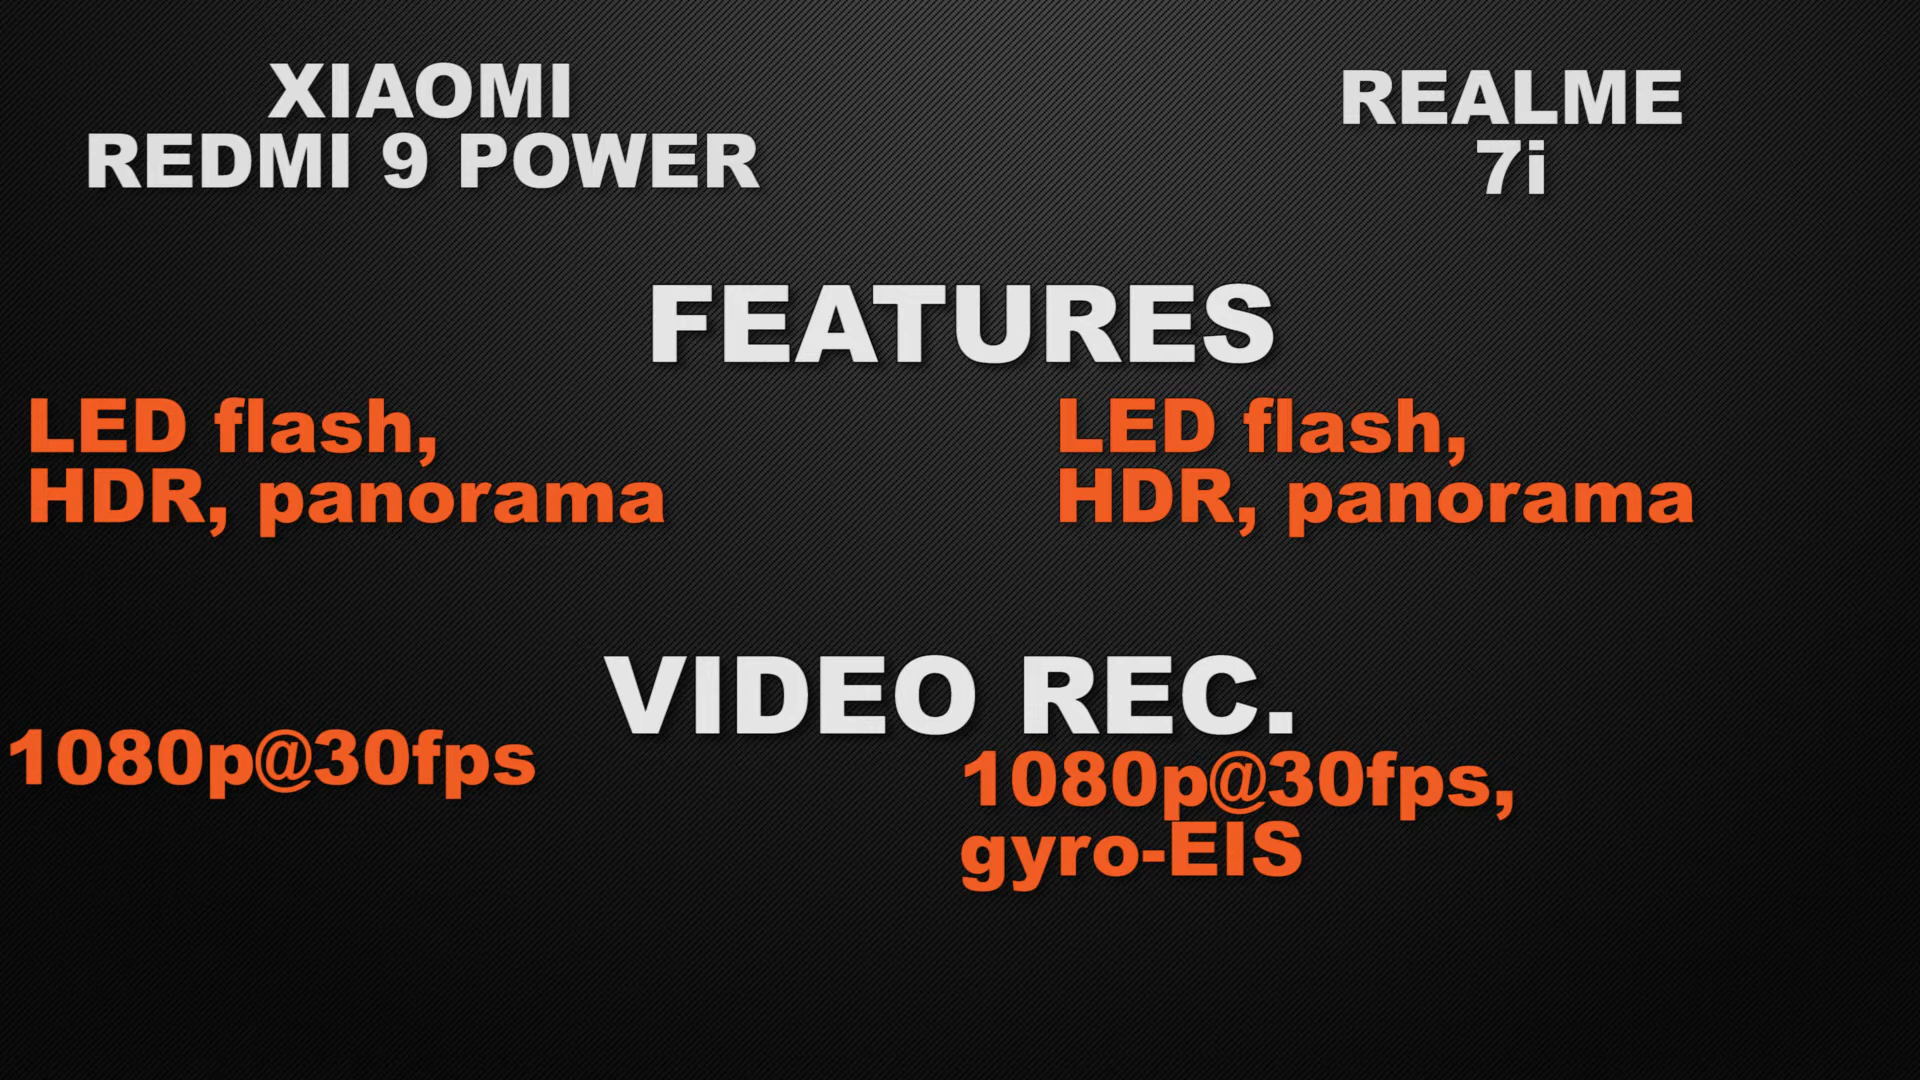 XIAOMI
REDMI 9 POWER
REALME
7i
FEATURES
LED flash,
HDR, panorama
LED flash,
HDR, panorama
VIDEO REC.
1080p@30fps
1080p@30fps,
gyro-EIS